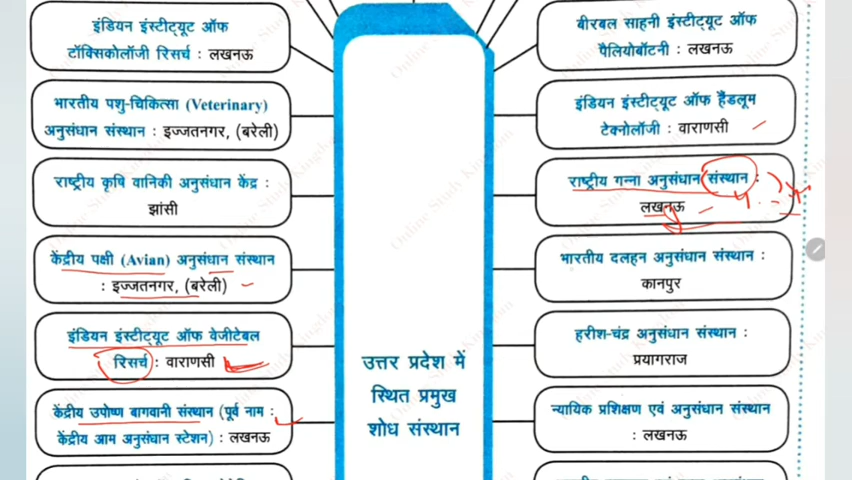 इंडियन इंस्टीट्यूट ऑफ
टॉक्सिकोलॉजी रिसर्च : लखनऊ
भारतीय पशु-चिकित्सा (Veterinary)
अनुसंधान संस्थान : इज्जतनगर, (बरेली)
राष्ट्रीय कृषि वानिकी अनुसंधान केंद्र :
झांसी
केंद्रीय पक्षी (Avian) अनुसंधान संस्थान
: इज्जतनगर, (बरेली)
इंडियन इंस्टीट्यूट ऑफ वेजीटेबल
रिसर्च : वाराणसी
केंद्रीय उपोष्ण बागवानी संस्थान (पूर्व नाम :
केंद्रीय आम अनुसंधान स्टेशन) : लखनऊ
उत्तर प्रदेश में
स्थित प्रमुख
शोध संस्थान
बीरबल साहनी इंस्टीट्यूट ऑफ
पैलियोबॉटनी : लखनऊ
इंडियन इंस्टीट्यूट ऑफ हैंडलूम
टेक्नोलॉजी : वाराणसी
राष्ट्रीय गन्ना अनुसंधान संस्थान :
लखनऊ
भारतीय दलहन अनुसंधान संस्थान :
कानपुर
हरीश-चंद्र अनुसंधान संस्थान :
प्रयागराज
न्यायिक प्रशिक्षण एवं अनुसंधान संस्थान
: लखनऊ